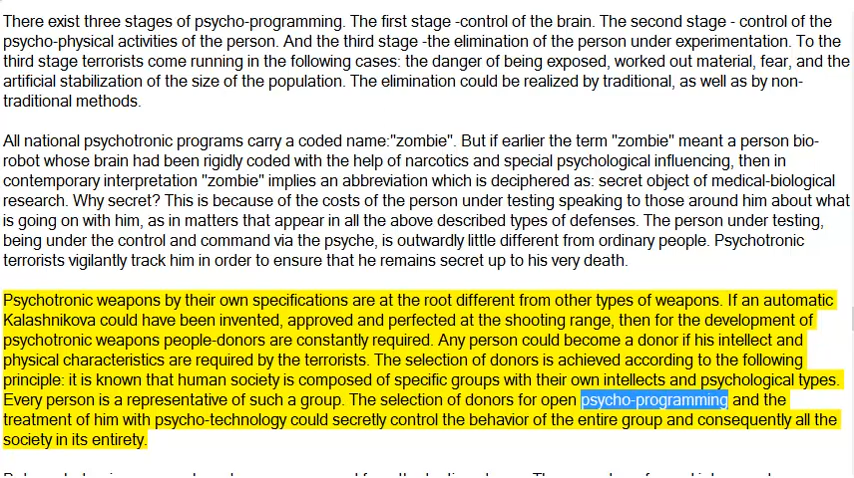 There exist three stages of psycho-programming. The first stage -control of the brain. The second stage - control of the
psycho-physical activities of the person. And the third stage -the elimination of the person under experimentation. To the
third stage terrorists come running in the following cases: the danger of being exposed, worked out material, fear, and the
artificial stabilization of the size of the population. The elimination could be realized by traditional, as well as by non-
traditional methods.
All national psychotronic programs carry a coded name:"zombie". But if earlier the term "zombie" meant a person bio-
robot whose brain had been rigidly coded with the help of narcotics and special psychological influencing, then in
contemporary interpretation "zombie" implies an abbreviation which is deciphered as: secret object of medical-biological
research. Why secret? This is because of the costs of the person under testing speaking to those around him about what
is going on with him, as in matters that appear in all the above described types of defenses. The person under testing,
being under the control and command via the psyche, is outwardly little different from ordinary people. Psychotronic
terrorists vigilantly track him in order to ensure that he remains secret up to his very death.
Psychotronic weapons by their own specifications are at the root different from other types of weapons. If an automatic
Kalashnikova could have been invented, approved and perfected at the shooting range, then for the development of
psychotronic weapons people-donors are constantly required. Any person could become a donor if his intellect and
physical characteristics are required by the terrorists. The selection of donors is achieved according to the following
principle: it is known that human society is composed of specific groups with their own intellects and psychological types.
Every person is a representative of such a group. The selection of donors for open psycho-programming and the
treatment of him with psycho-technology could secretly control the behavior of the entire group and consequently all the
society in its entirety.